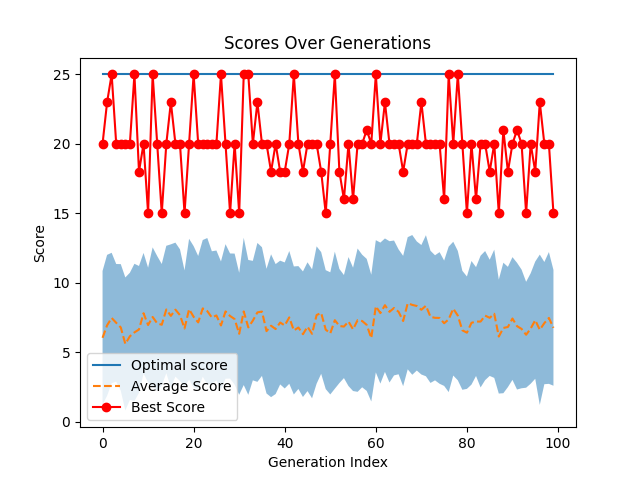 Scores Over Generations
25
20
15
10
5
0
Score
Optimal score
Average Score
Best Score
0 20 40 60 80 100
Generation Index